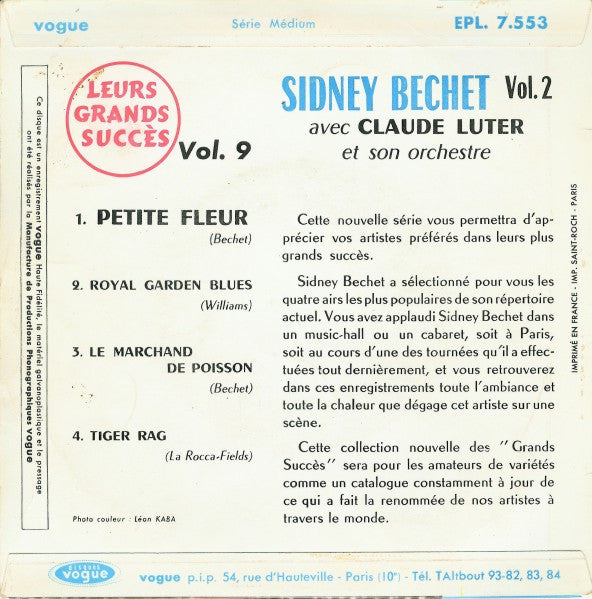 vogue
Série Médium
EPL. 7.553
LEURS
GRANDS
SUCCÈS
Vol. 9
SIDNEY BECHET Vol. 2
avec CLAUDE LUTER
et son orchestre
1. PETITE FLEUR
(Bechet)
2. ROYAL GARDEN BLUES
(Williams)
3. LE MARCHAND
DE POISSON
(Bechet)
4. TIGER RAG
(La Rocca-Fields)
Photo couleur : Léon KABA
Cette nouvelle série vous permettra d'ap-
précier vos artistes préférés dans leurs plus
grands succès.
Sidney Bechet a sélectionné pour vous les
quatre airs les plus populaires de son répertoire
actuel. Vous avez applaudi Sidney Bechet dans
un music-hall ou un cabaret, soit à Paris,
soit au cours d'une des tournées qu'il a effec-
tuées tout dernièrement, et vous retrouverez
dans ces enregistrements toute l'ambiance et
toute la chaleur que dégage cet artiste sur une
scène.
Cette collection nouvelle des "Grands
Succès" sera pour les amateurs de variétés
comme un catalogue constamment à jour de
ce qui a fait la renommée de nos artistes à
travers le monde.
Ce disque est un enregistrement vogue Haute Fidélité, le matériel galvanoplastique et le pressage
ont été réalisés par la Manufacture de Productions Phonographiques vogue
IMPRIMÉ EN FRANCE - IMP. SAINT-ROCH - PARIS
disques
vogue
vogue p.i.p. 54, rue d'Hauteville - Paris (10e) - Tél. TAltbout 93-82, 83, 84